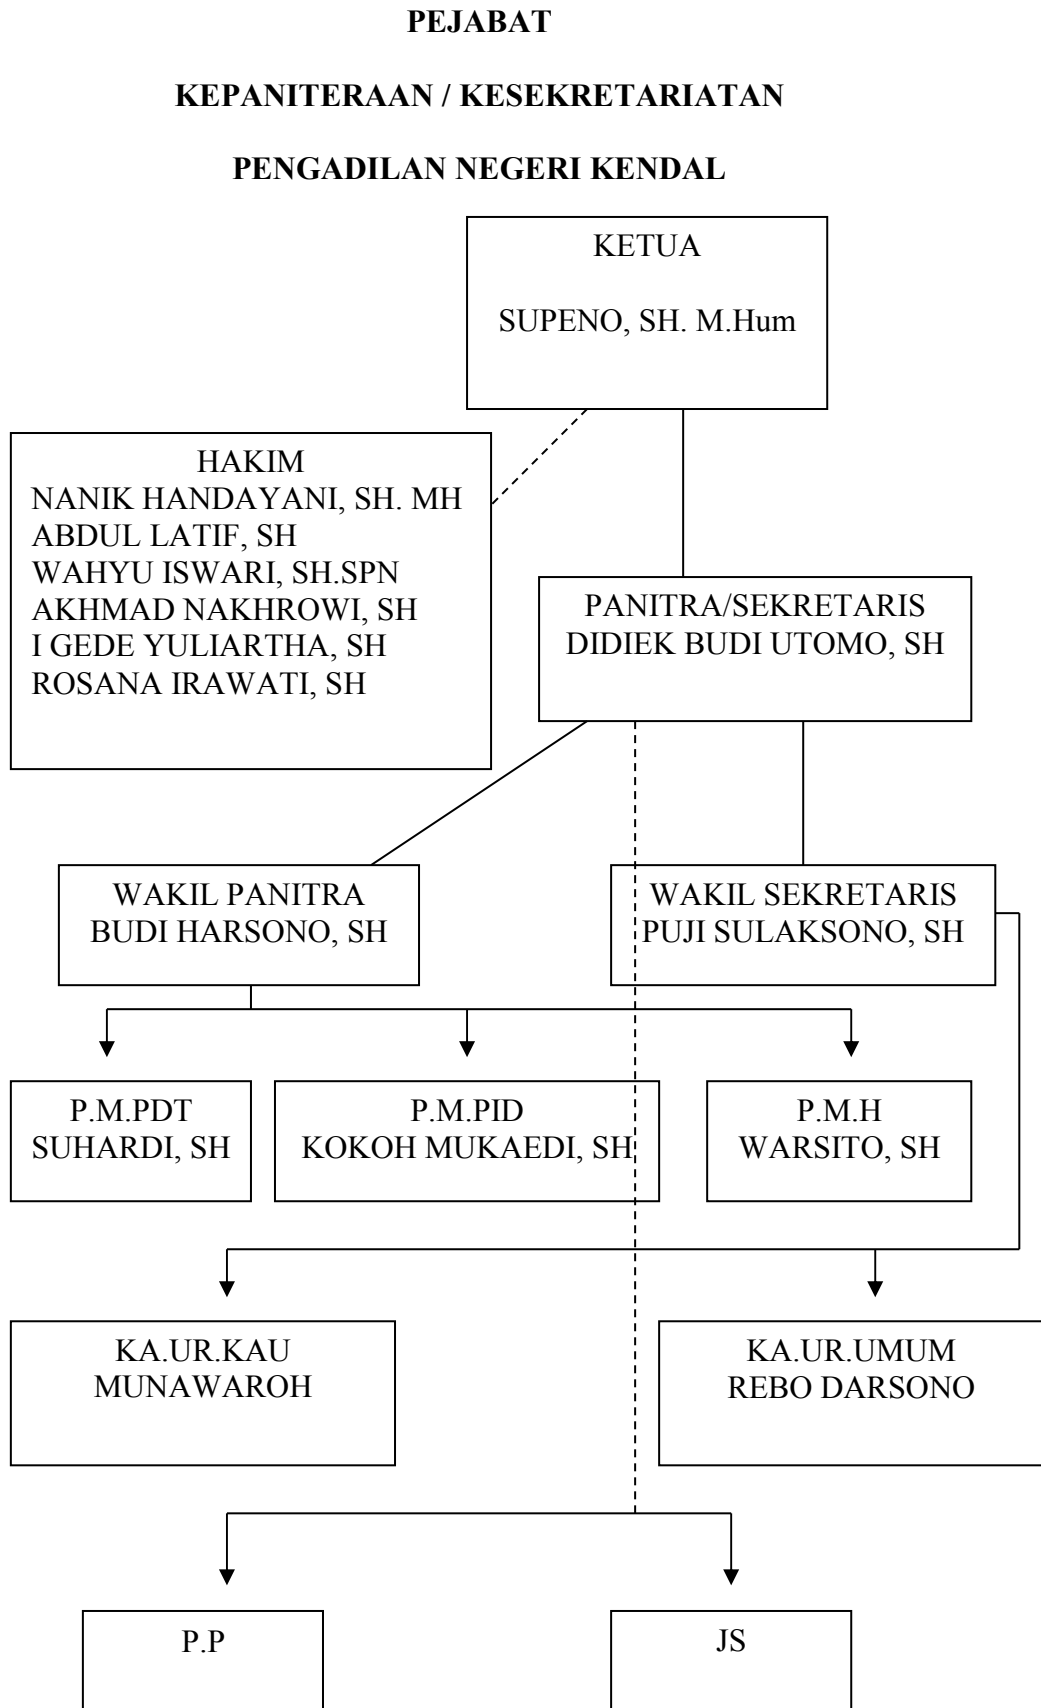 PEJABAT
KEPANITERAAN / KESEKRETARIATAN
PENGADILAN NEGERI KENDAL
KETUA
SUPENO, SH. M.Hum
HAKIM
NANIK HANDAYANI, SH. MH
ABDUL LATIF, SH
WAHYU ISWARI, SH.SPN
AKHMAD NAKHROWI, SH
I GEDE YULIARTHA, SH
ROSANA IRAWATI, SH
PANITRA/SEKRETARIS
DIDIEK BUDI UTOMO, SH
WAKIL PANITRA
BUDI HARSONO, SH
WAKIL SEKRETARIS
PUJI SULAKSONO, SH
P.M.PDT
SUHARDI, SH
P.M.PID
KOKOH MUKAEDI, SH
P.M.H
WARSITO, SH
KA.UR.KAU
MUNAWAROH
KA.UR.UMUM
REBO DARSONO
P.P
JS